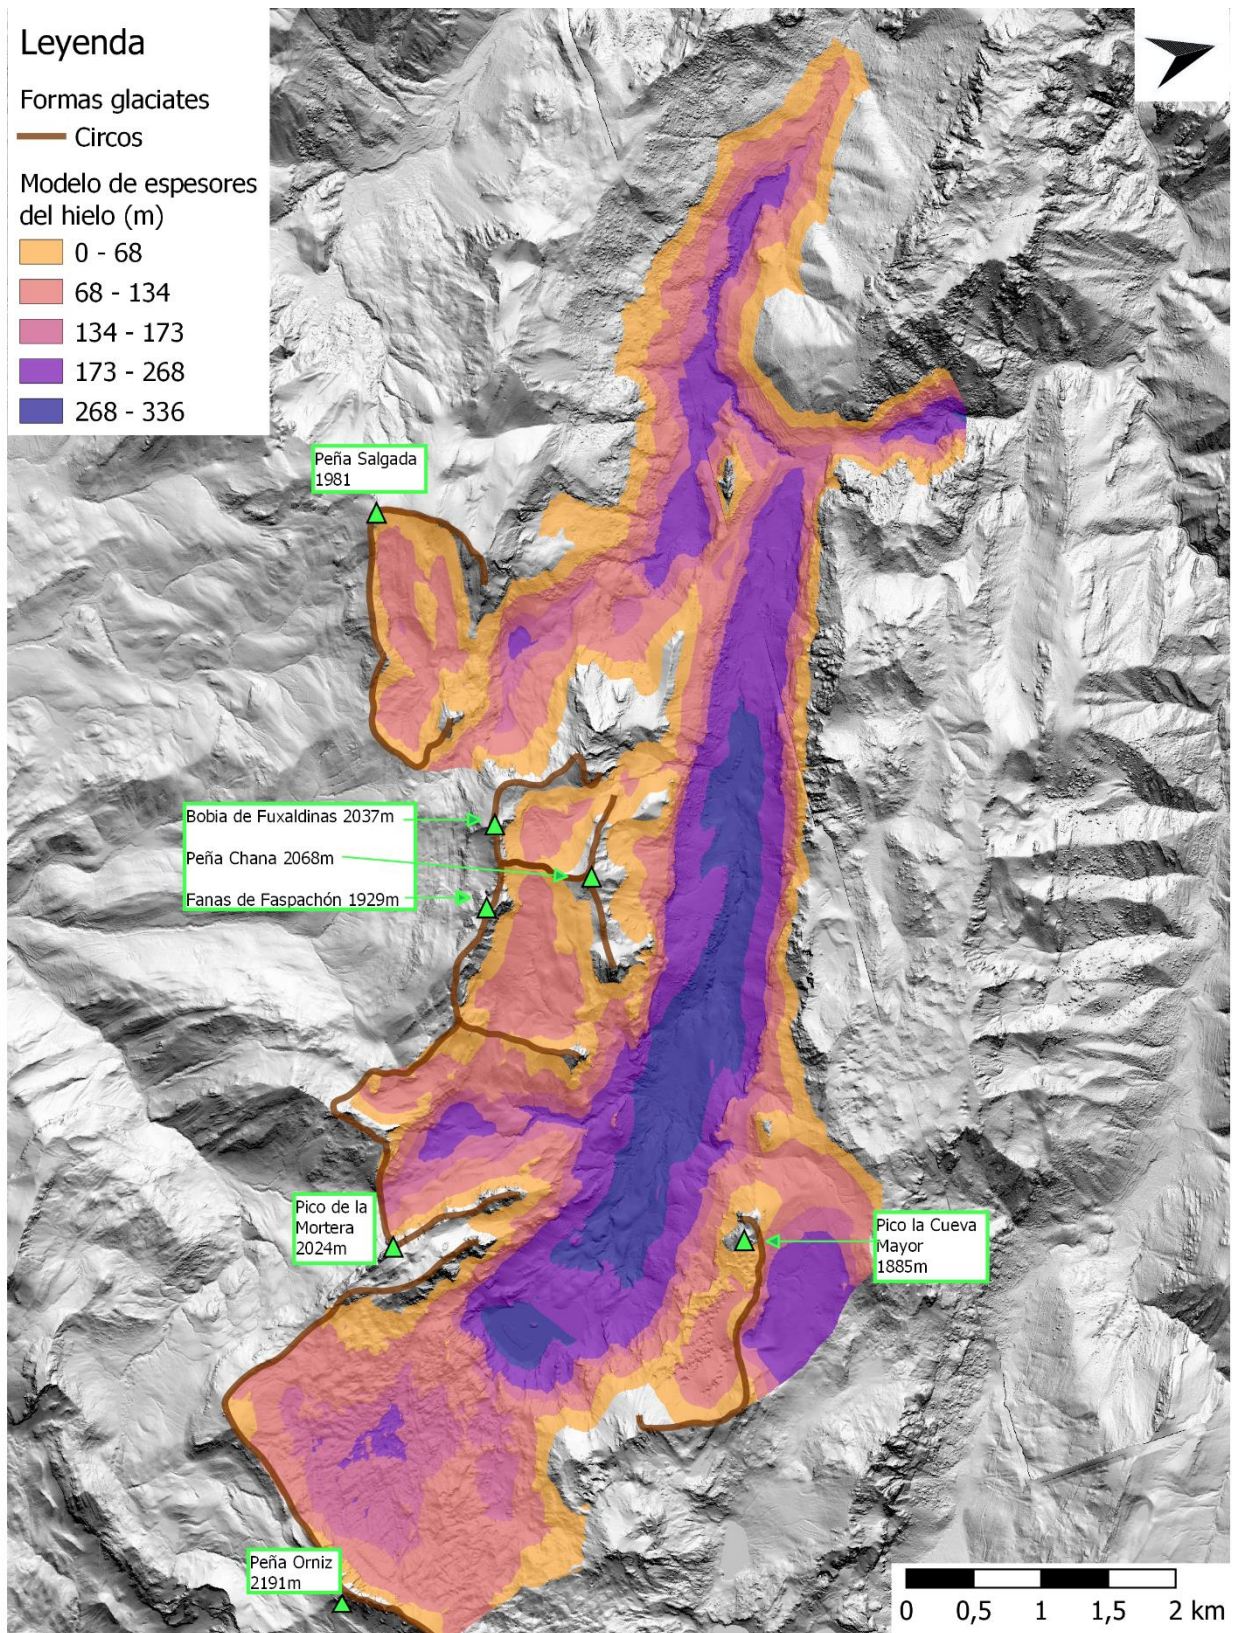 Leyenda
Formas glaciates
Circos
Modelo de espesores
del hielo (m)
0 - 68
68 - 134
134 - 173
173 - 268
268 - 336
Peña Salgada
1981
Bobia de Fuxaldinas 2037m
Peña Chana 2068m
Fanas de Faspachón 1929m
Pico de la
Mortera
2024m
Pico la Cueva
Mayor
1885m
Peña Orniz
2191m
0 0,5 1 1,5 2 km